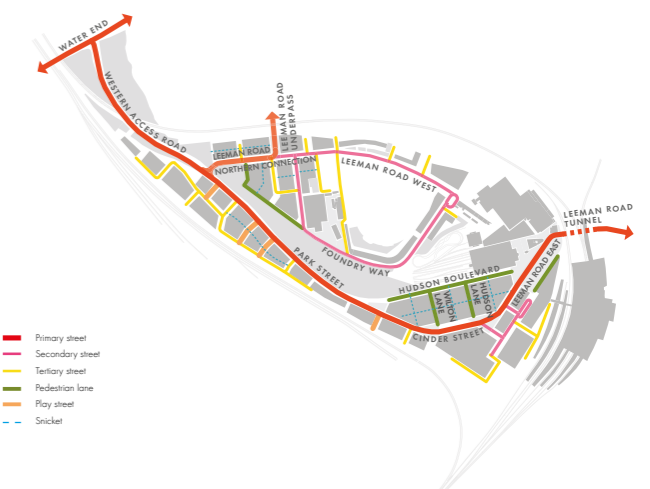 WATER END
WESTERN ACCESS ROAD
LEEMAN ROAD
UNDERPASS
LEEMAN ROAD
NORTHERN CONNECTION
LEEMAN ROAD WEST
LEEMAN ROAD
TUNNEL
FOUNDRY WAY
PARK STREET
HUDSON BOULEVARD
WILTON
LANE
HUDSON
LANE
LEEMAN ROAD EAST
CINDER STREET
Primary street
Secondary street
Tertiary street
Pedestrian lane
Play street
Snicket